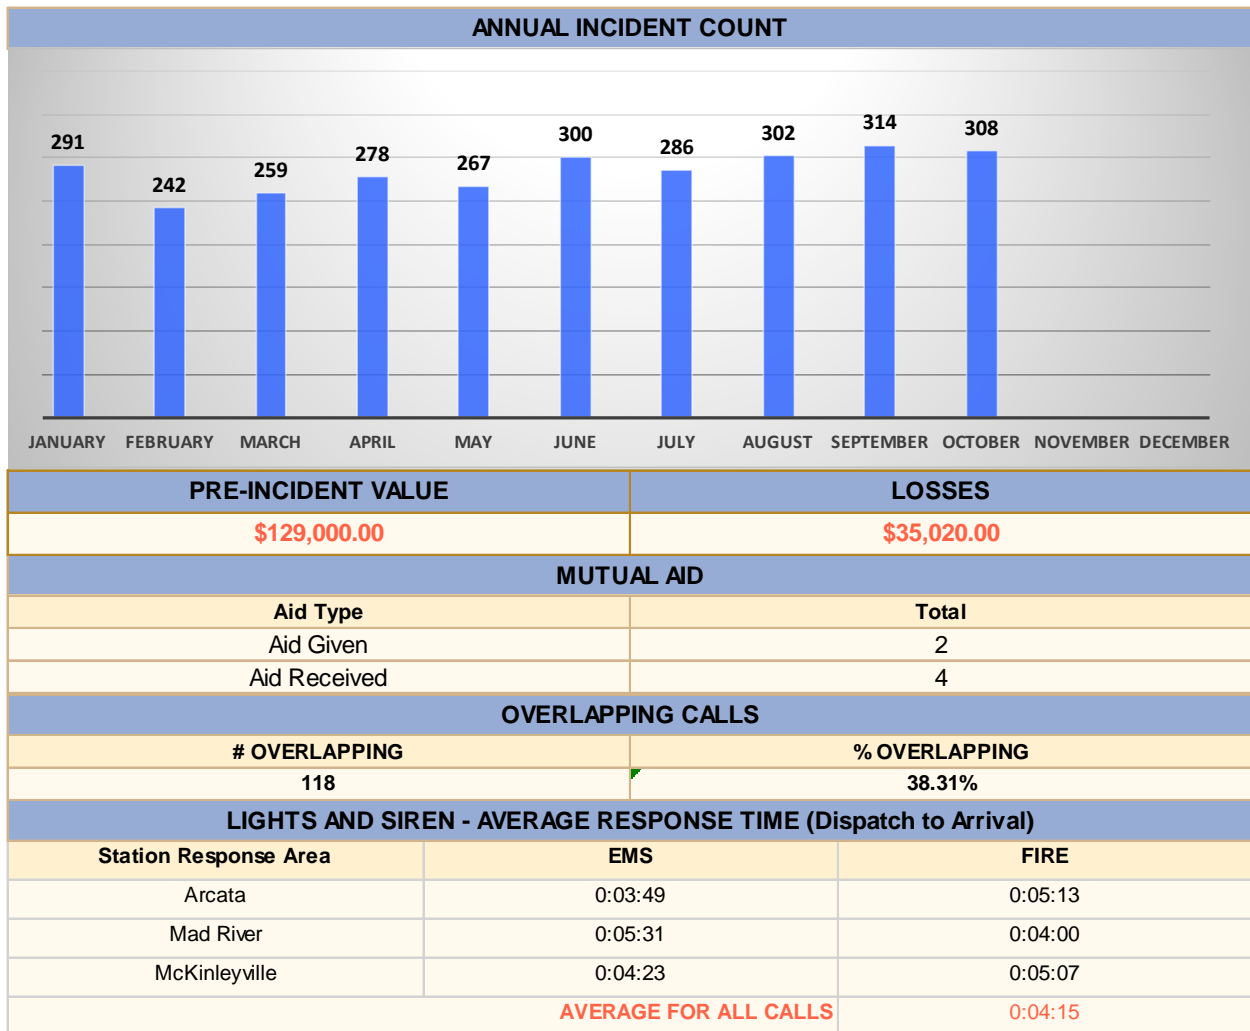 ANNUAL INCIDENT COUNT
291 242 259 278 267 300 286 302 314 308
JANUARY FEBRUARY MARCH APRIL MAY JUNE JULY AUGUST SEPTEMBER OCTOBER NOVEMBER DECEMBER
PRE-INCIDENT VALUE LOSSES
$129,000.00 $35,020.00
MUTUAL AID
Aid Type Total
Aid Given 2
Aid Received 4
OVERLAPPING CALLS
# OVERLAPPING % OVERLAPPING
118 38.31%
LIGHTS AND SIREN - AVERAGE RESPONSE TIME (Dispatch to Arrival)
Station Response Area EMS FIRE
Arcata 0:03:49 0:05:13
Mad River 0:05:31 0:04:00
McKinleyville 0:04:23 0:05:07
AVERAGE FOR ALL CALLS 0:04:15